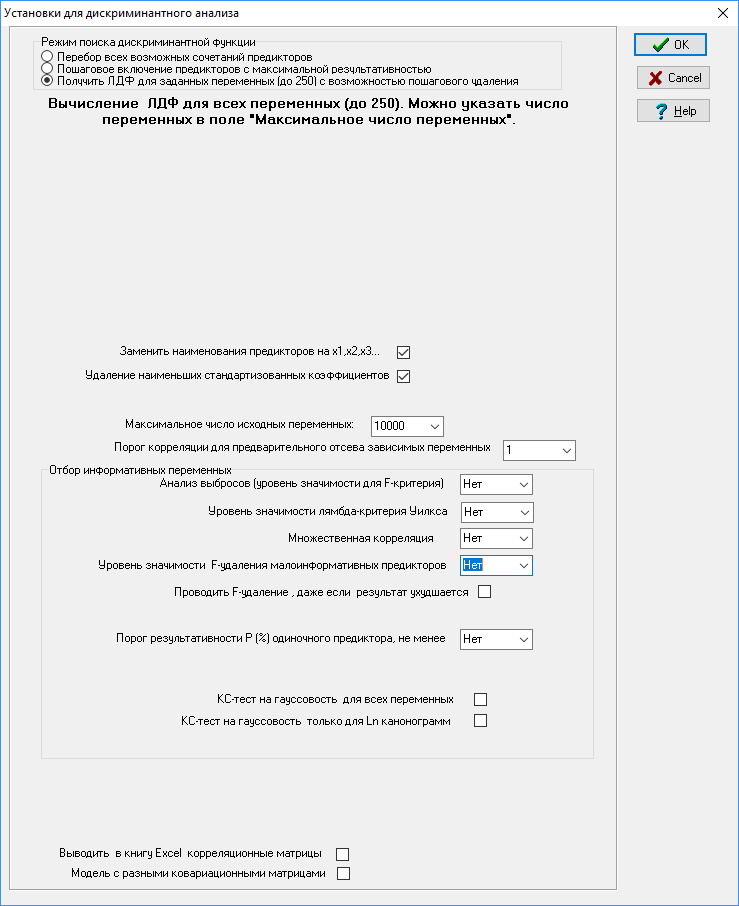 Установки для дискриминантного анализа
Режим поиска дискриминантной функции
Перебор всех возможных сочетаний предикторов
Пошаговое включение предикторов с максимальной результативностью
Получить ЛДФ для заданных переменных (до 250) с возможностью пошагового удаления
OK
Cancel
Help
Вычисление ЛДФ для всех переменных (до 250). Можно указать число
переменных в поле "Максимальное число переменных".
Заменить наименования предикторов на x1,x2,x3...
Удаление наименьших стандартизованных коэффициентов
Максимальное число исходных переменных: 10000
Порог корреляции для предварительного отсева зависимых переменных 1
Отбор информативных переменных
Анализ выбросов (уровень значимости для F-критерия) Нет
Уровень значимости лямбда-критерия Уилкса Нет
Множественная корреляция Нет
Уровень значимости F-удаления малоинформативных предикторов Нет
Проводить F-удаление , даже если результат ухудшается
Порог результативности P (%) одиночного предиктора, не менее Нет
КС-тест на гауссовость для всех переменных
КС-тест на гауссовость только для Ln канонограмм
Выводить в книгу Excel корреляционные матрицы
Модель с разными ковариационными матрицами